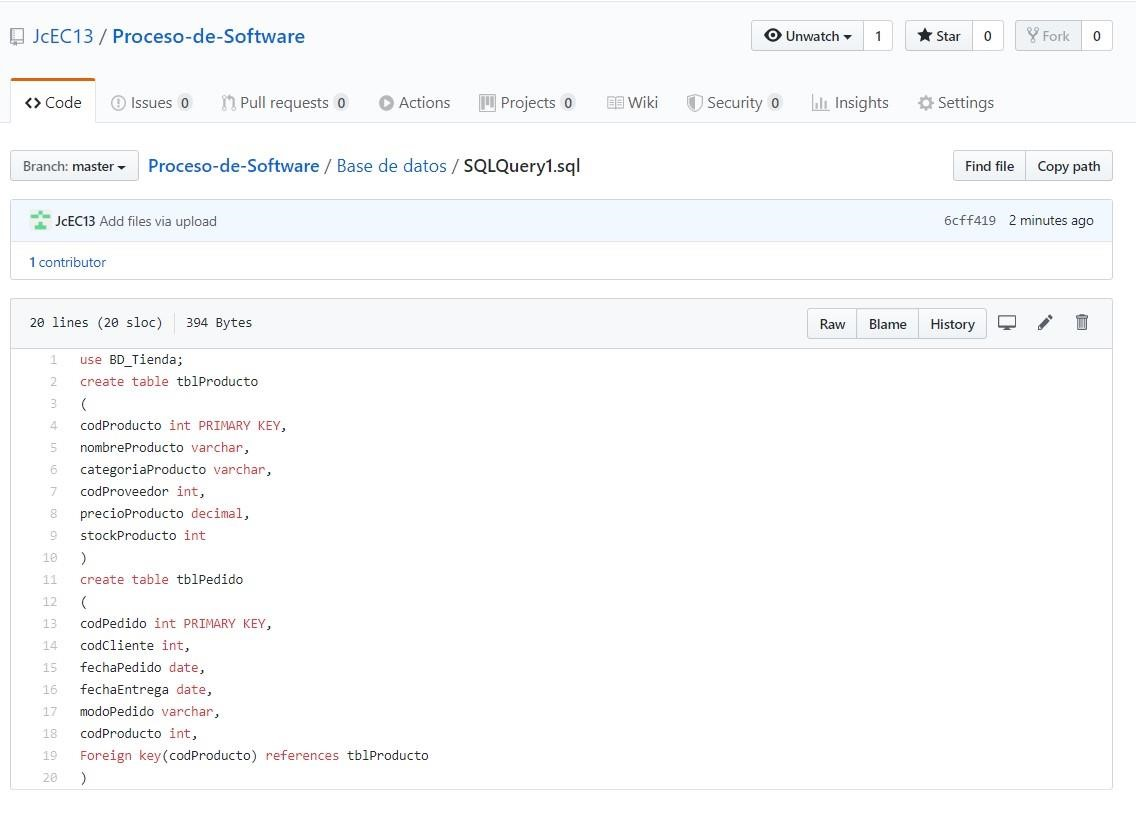 JcEC13 / Proceso-de-Software Unwatch 1 Star 0 Fork 0
Code Issues 0 Pull requests 0 Actions Projects 0 Wiki Security 0 Insights Settings
Branch: master Proceso-de-Software / Base de datos / SQLQuery1.sql Find file Copy path
JcEC13 Add files via upload 6cff419 2 minutes ago
1 contributor
20 lines (20 sloc) 394 Bytes Raw Blame History
1 use BD_Tienda;
2 create table tblProducto
3 (
4 codProducto int PRIMARY KEY,
5 nombreProducto varchar,
6 categoriaProducto varchar,
7 codProveedor int,
8 precioProducto decimal,
9 stockProducto int
10 )
11 create table tblPedido
12 (
13 codPedido int PRIMARY KEY,
14 codCliente int,
15 fechaPedido date,
16 fechaEntrega date,
17 modoPedido varchar,
18 codProducto int,
19 Foreign key(codProducto) references tblProducto
20 )